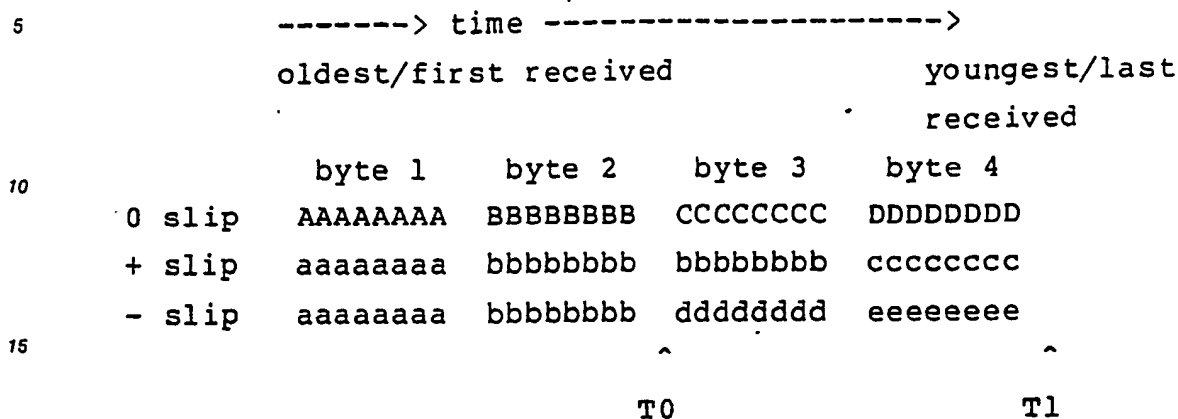 5 -------> time --------------------->
oldest/first received youngest/last
received
10 byte 1 byte 2 byte 3 byte 4
0 slip AAAAAAAA BBBBBBBB CCCCCCCC DDDDDDDD
+ slip aaaaaaaa bbbbbbbb bbbbbbbb cccccccc
- slip aaaaaaaa bbbbbbbb dddddddd eeeeeeee
15 ^ ^
T0 T1